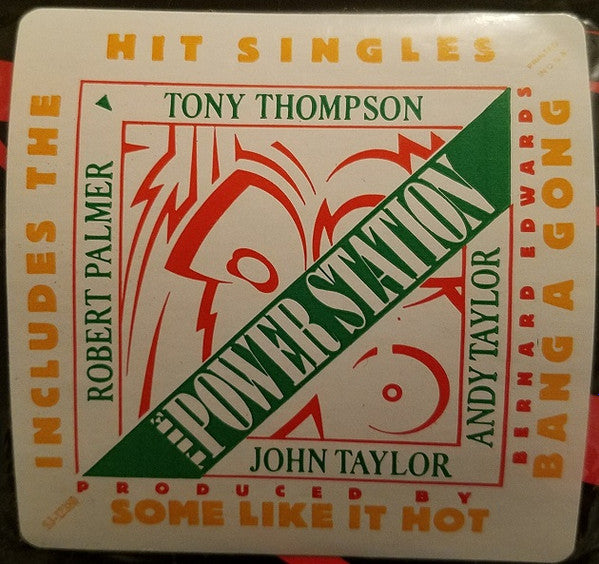 INCLUDES THE
HIT SINGLES
BANG A GONG
SOME LIKE IT HOT
ROBERT PALMER
TONY THOMPSON
ANDY TAYLOR
JOHN TAYLOR
THE POWER STATION
PRODUCED BY
BERNARD EDWARDS